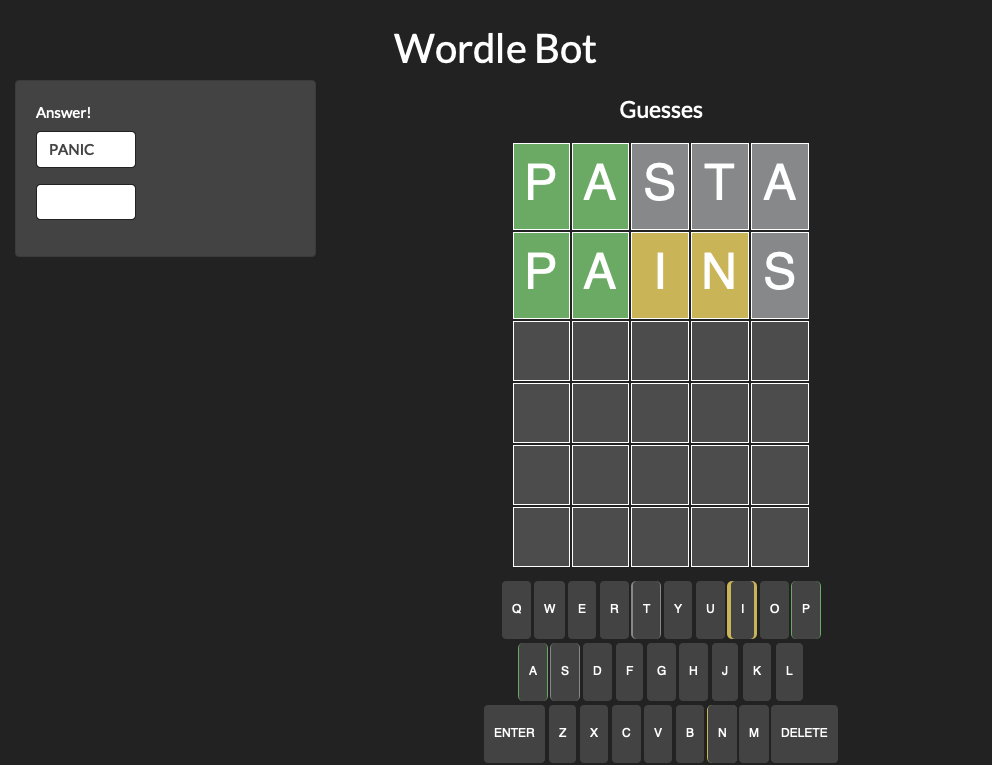 Wordle Bot
Answer!
PANIC
Guesses
P A S T A
P A I N S
Q W E R T Y U I O P
A S D F G H J K L
ENTER Z X C V B N M DELETE